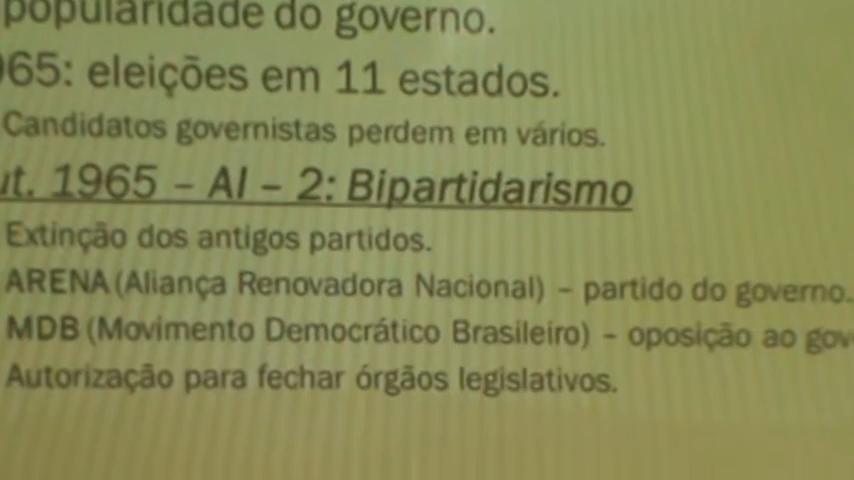 popularidade do governo.
965: eleições em 11 estados.
Candidatos governistas perdem em vários.
ut. 1965 – AI – 2: Bipartidarismo
Extinção dos antigos partidos.
ARENA (Aliança Renovadora Nacional) – partido do governo.
MDB (Movimento Democrático Brasileiro) – oposição ao gov
Autorização para fechar órgãos legislativos.